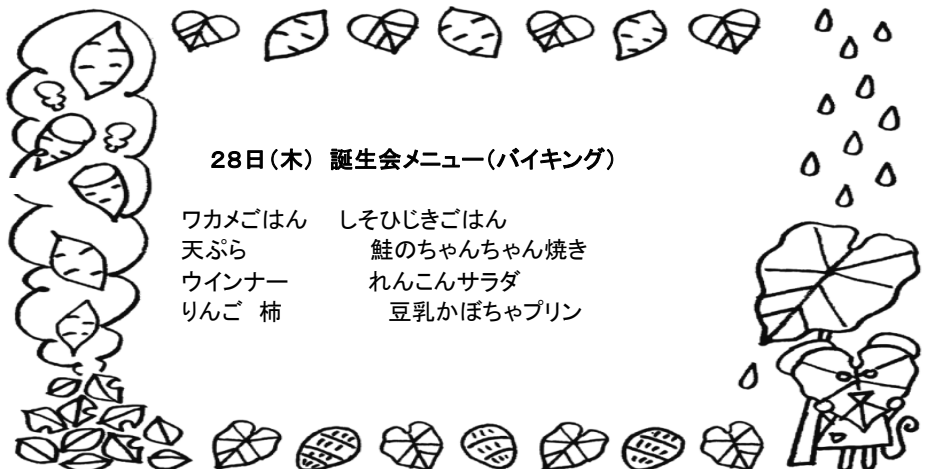 28日(木) 誕生会メニュー(バイキング)
ワカメごはん しそひじきごはん
天ぷら 鮭のちゃんちゃん焼き
ウインナー れんこんサラダ
りんご 柿 豆乳かぼちゃプリン